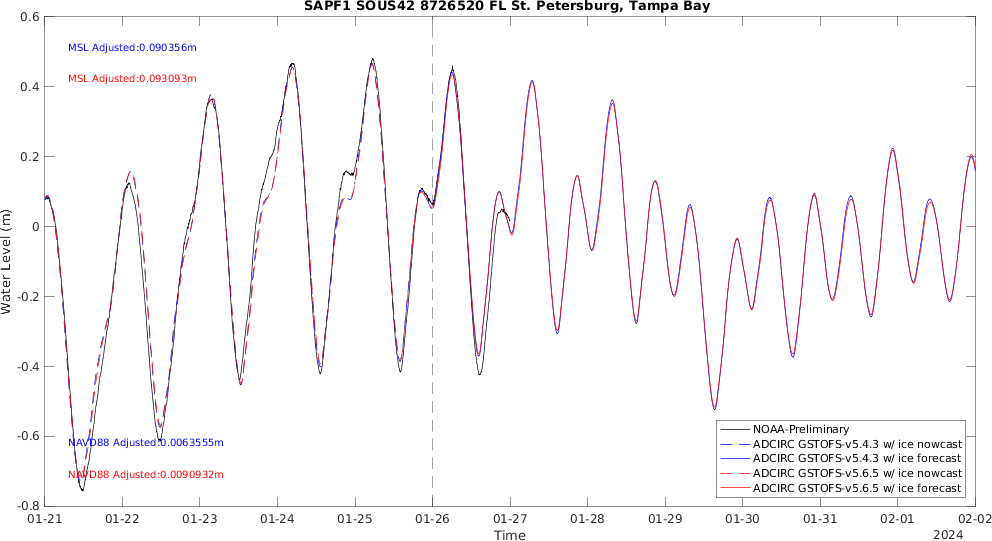 SAPF1 SOUS42 8726520 FL St. Petersburg, Tampa Bay
0.6
MSL Adjusted:0.090356m
MSL Adjusted:0.093093m
0.4
0.2
0
-0.2
-0.4
-0.6
-0.8
Water Level (m)
NAVD88 Adjusted:0.0063555m
NAVD88 Adjusted:0.0090932m
NOAA-Preliminary
ADCIRC GSTOFS-v5.4.3 w/ ice nowcast
ADCIRC GSTOFS-v5.4.3 w/ ice forecast
ADCIRC GSTOFS-v5.6.5 w/ ice nowcast
ADCIRC GSTOFS-v5.6.5 w/ ice forecast
01-21 01-22 01-23 01-24 01-25 01-26 01-27 01-28 01-29 01-30 01-31 02-01 02-02
Time
2024